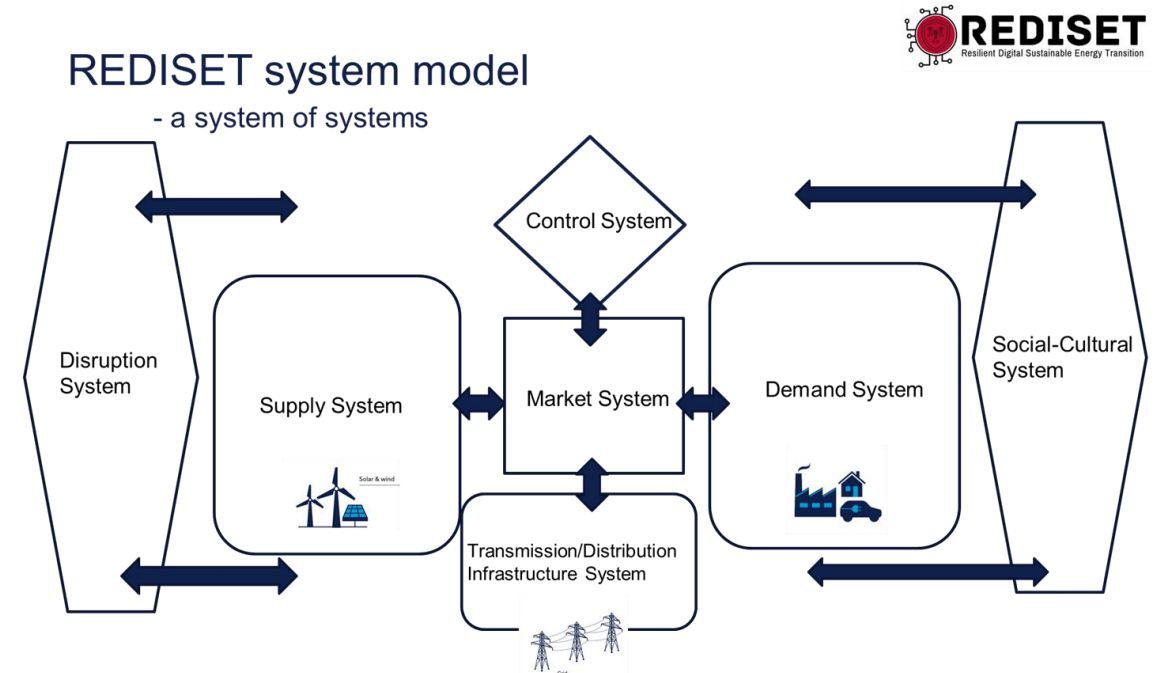 REDISET
Resilient Digital Sustainable Energy Transition
REDISET system model
- a system of systems
Control System
Disruption
System
Supply System
Market System
Demand System
Social-Cultural
System
Solar & wind
Transmission/Distribution
Infrastructure System